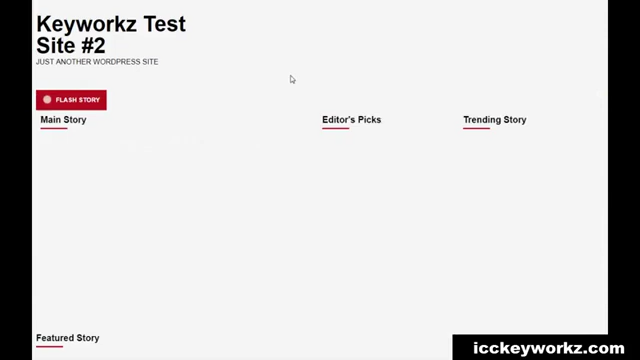 Keyworkz Test
Site #2
JUST ANOTHER WORDPRESS SITE
FLASH STORY
Main Story
Editor's Picks
Trending Story
Featured Story
icckeyworkz.com